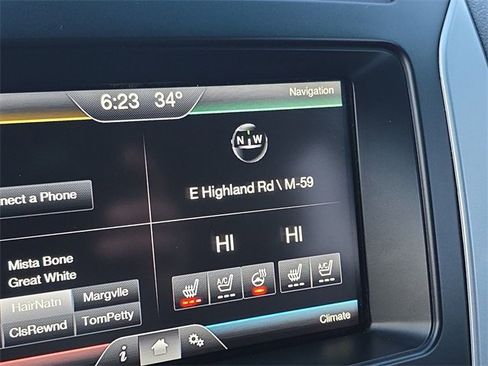 6:23 34°
Navigation
N W
E Highland Rd \ M-59
nect a Phone
HI HI
Mista Bone
Great White
A/C A/C
HairNatn Margvlle
ClsRewnd TomPetty
Climate
i